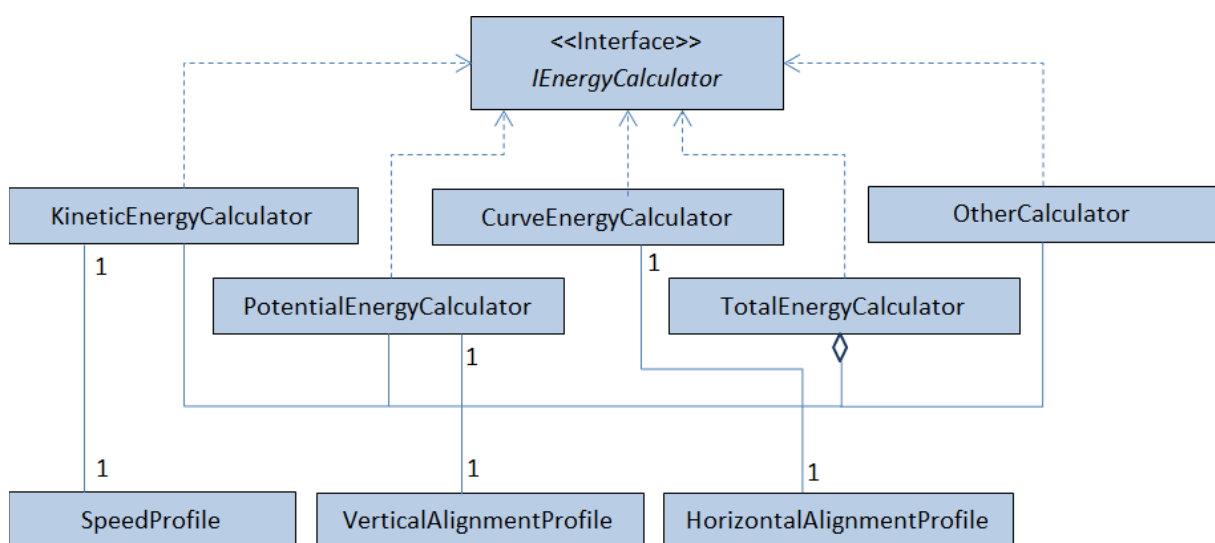 <<Interface>>
IEnergyCalculator
KineticEnergyCalculator
CurveEnergyCalculator
OtherCalculator
1
1
PotentialEnergyCalculator
TotalEnergyCalculator
1
1
1
1
SpeedProfile
VerticalAlignmentProfile
HorizontalAlignmentProfile